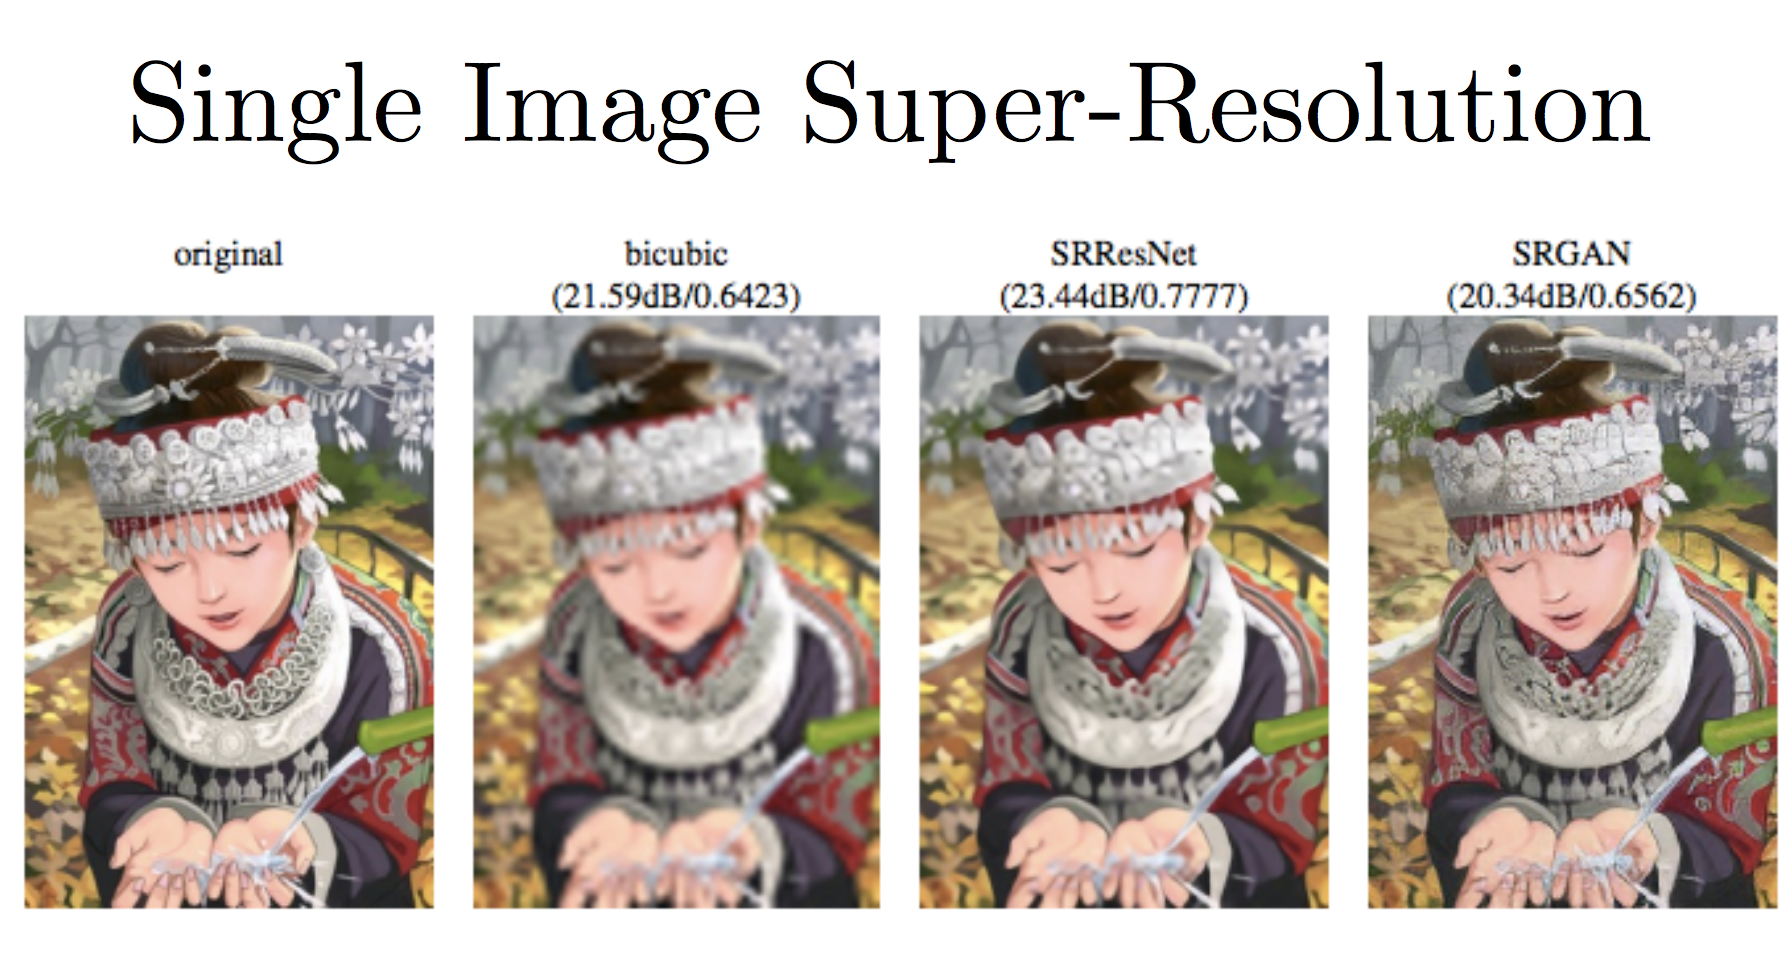 Single Image Super-Resolution
original
bicubic
(21.59dB/0.6423)
SRResNet
(23.44dB/0.7777)
SRGAN
(20.34dB/0.6562)